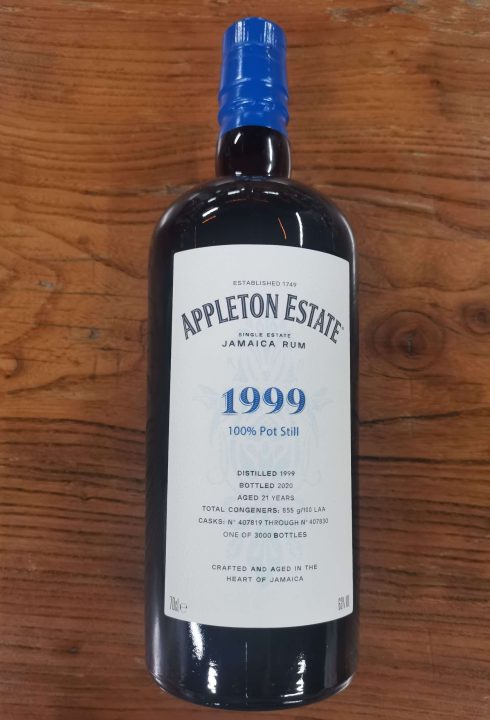 ESTABLISHED 1749
APPLETON ESTATE®
SINGLE ESTATE
JAMAICA RUM
1999
100% Pot Still
DISTILLED 1999
BOTTLED 2020
AGED 21 YEARS
TOTAL CONGENERS: 855 g/100 LAA
CASKS: N° 407819 THROUGH N° 407830
ONE OF 3000 BOTTLES
CRAFTED AND AGED IN THE
HEART OF JAMAICA
70cl ℮